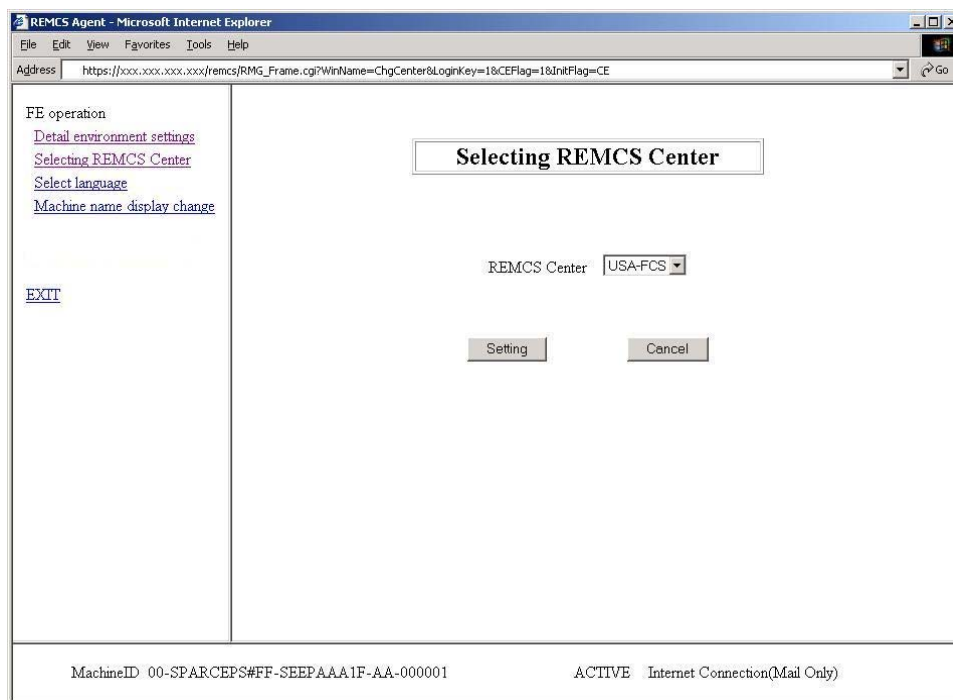 REMCS Agent - Microsoft Internet Explorer
File Edit View Favorites Tools Help
Address https://xxx.xxx.xxx.xxx/remcs/RMG_Frame.cgi?WinName=ChgCenter&LoginKey=1&CEFlag=1&InitFlag=CE Go
FE operation
Detail environment settings
Selecting REMCS Center
Select language
Machine name display change
EXIT
Selecting REMCS Center
REMCS Center USA-FCS
Setting Cancel
MachineID 00-SPARCEPS#FF-SEEPAAA1F-AA-000001 ACTIVE Internet Connection(Mail Only)